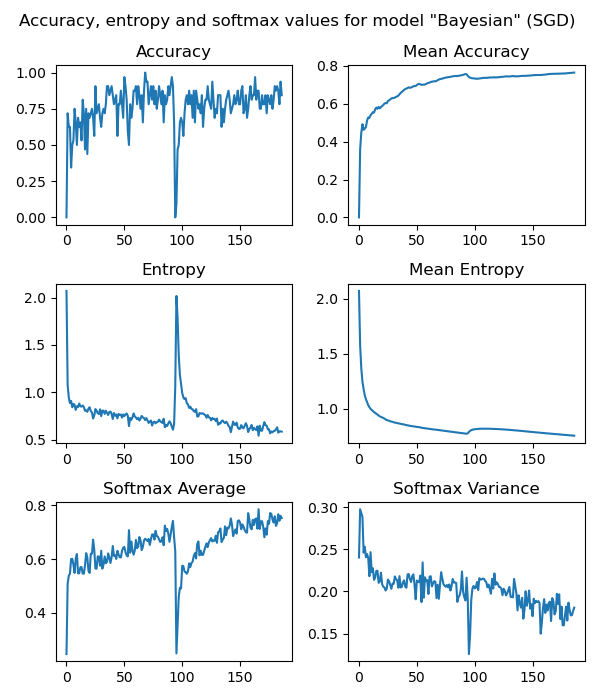 Accuracy, entropy and softmax values for model "Bayesian" (SGD)
Accuracy
Mean Accuracy
1.00
0.75
0.50
0.25
0.00
0 50 100 150
0.8
0.6
0.4
0.2
0.0
0 50 100 150
Entropy
Mean Entropy
2.0
1.5
1.0
0.5
0 50 100 150
2.0
1.5
1.0
0 50 100 150
Softmax Average
Softmax Variance
0.8
0.6
0.4
0 50 100 150
0.30
0.25
0.20
0.15
0 50 100 150